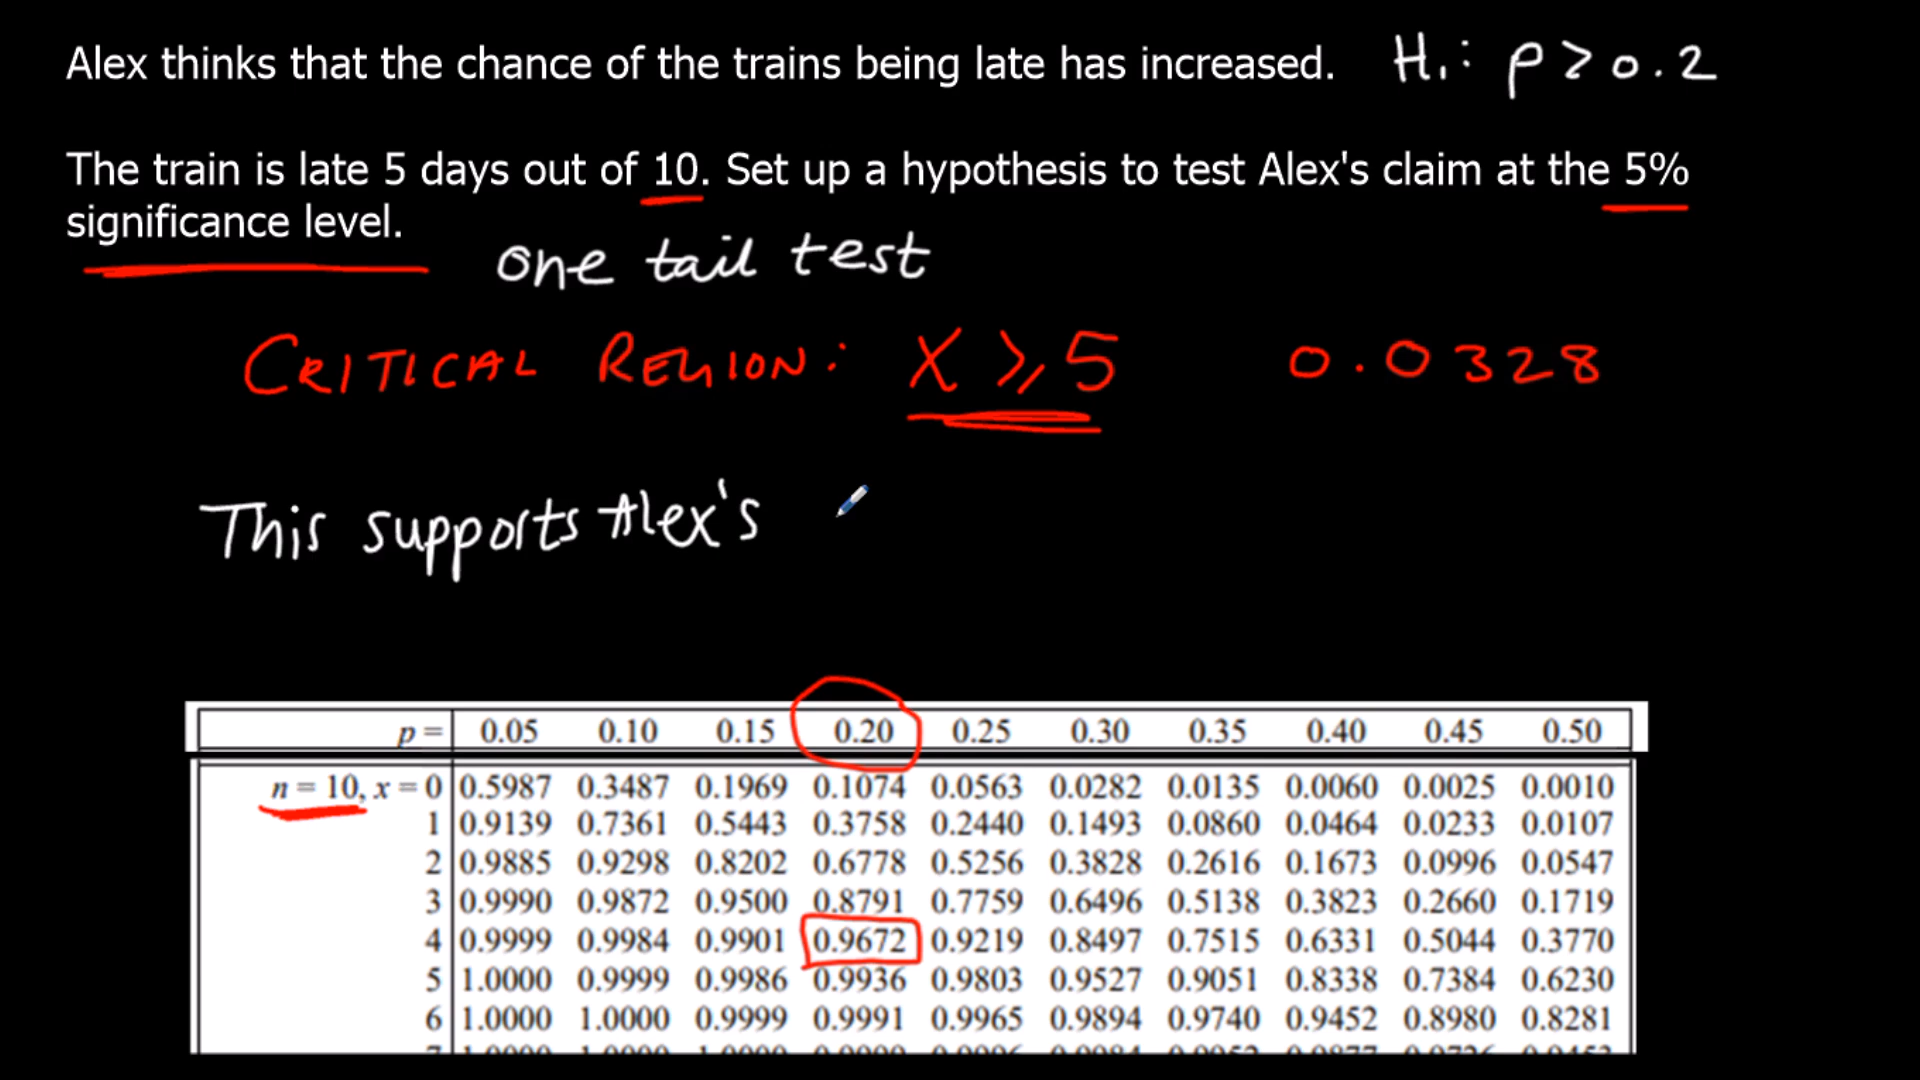 Alex thinks that the chance of the trains being late has increased. H₁: p > 0.2
The train is late 5 days out of 10. Set up a hypothesis to test Alex's claim at the 5%
significance level.
one tail test
CRITICAL REGION: X ⩾ 5 0.0328
This supports Alex's
p = 0.05 0.10 0.15 0.20 0.25 0.30 0.35 0.40 0.45 0.50
n = 10, x = 0 0.5987 0.3487 0.1969 0.1074 0.0563 0.0282 0.0135 0.0060 0.0025 0.0010
1 0.9139 0.7361 0.5443 0.3758 0.2440 0.1493 0.0860 0.0464 0.0233 0.0107
2 0.9885 0.9298 0.8202 0.6778 0.5256 0.3828 0.2616 0.1673 0.0996 0.0547
3 0.9990 0.9872 0.9500 0.8791 0.7759 0.6496 0.5138 0.3823 0.2660 0.1719
4 0.9999 0.9984 0.9901 0.9672 0.9219 0.8497 0.7515 0.6331 0.5044 0.3770
5 1.0000 0.9999 0.9986 0.9936 0.9803 0.9527 0.9051 0.8338 0.7384 0.6230
6 1.0000 1.0000 0.9999 0.9991 0.9965 0.9894 0.9740 0.9452 0.8980 0.8281